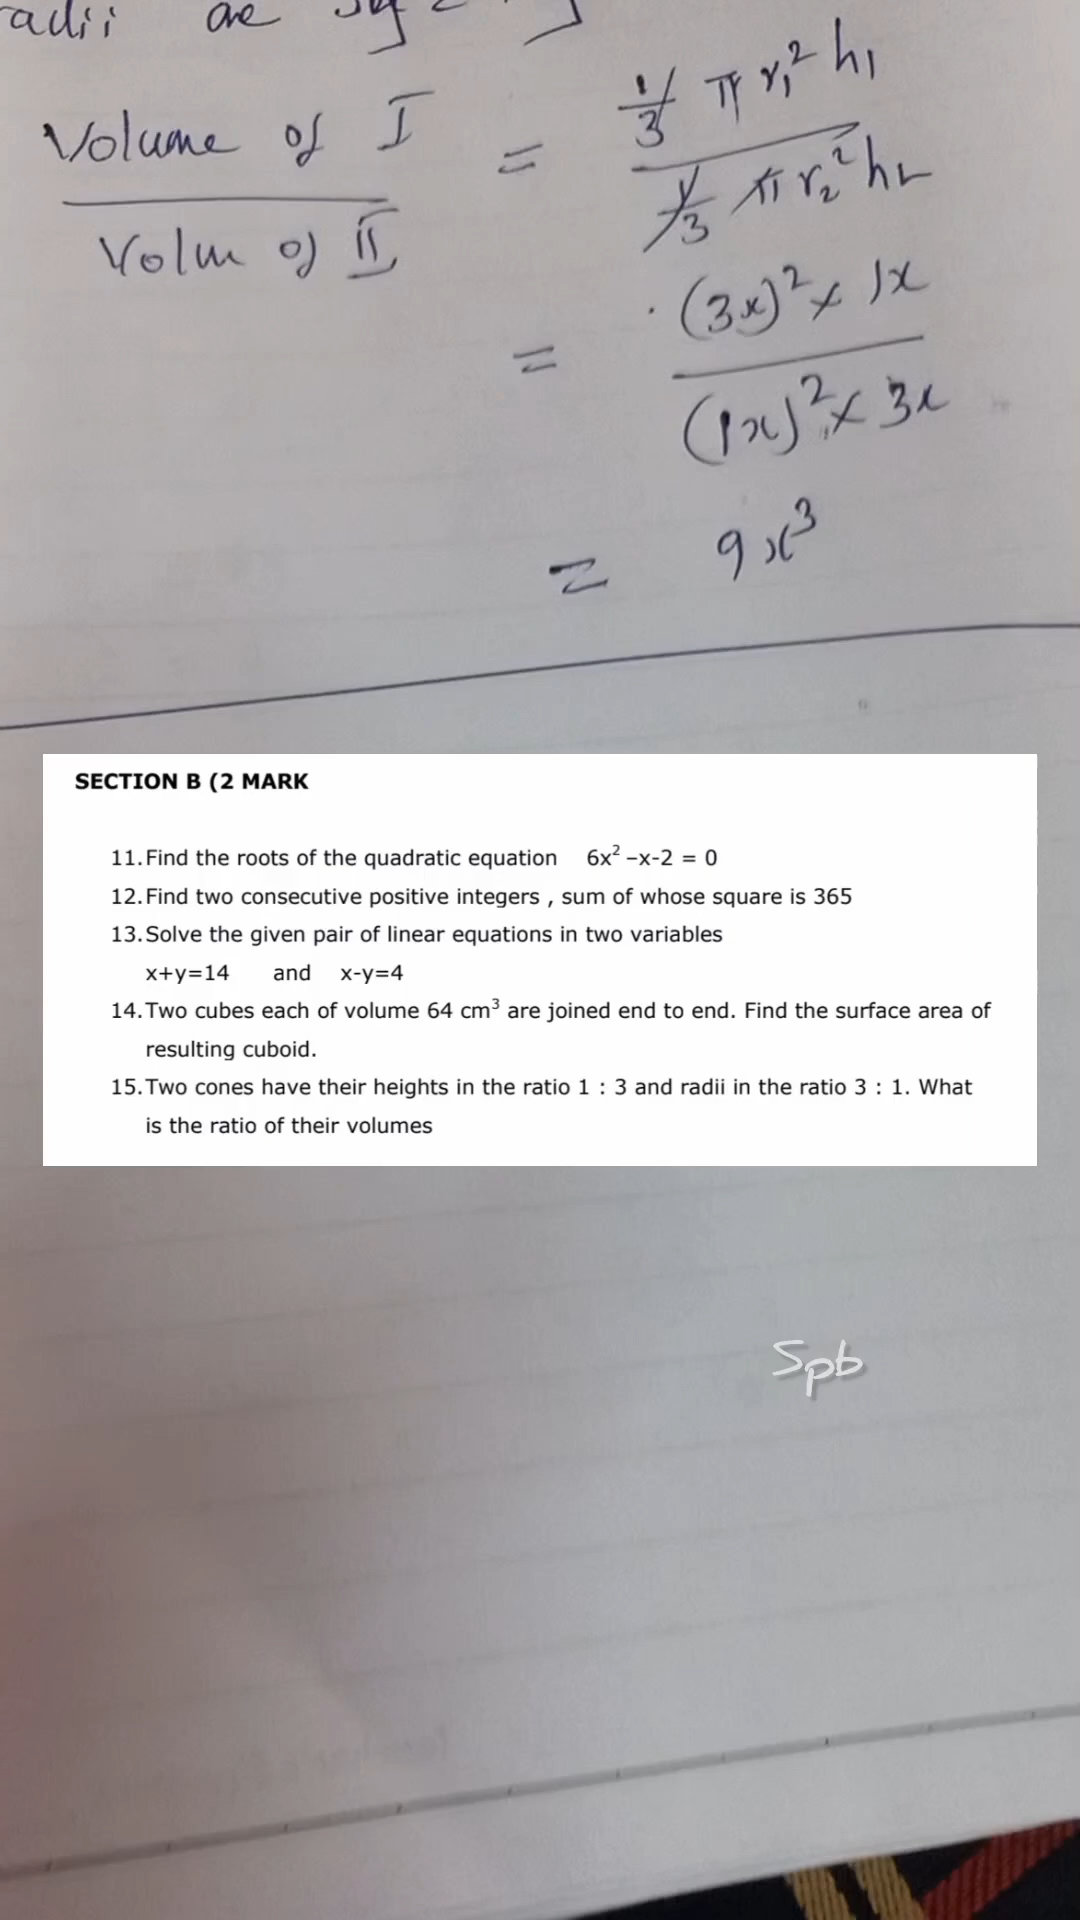 radii are
Volume of I = 1/3 π r₁² h₁
Volm of II 1/3 π r₂² h₂
= (3x)² × 1x
(1x)² × 3x
= 9x³
SECTION B (2 MARK
11. Find the roots of the quadratic equation 6x² –x-2 = 0
12. Find two consecutive positive integers , sum of whose square is 365
13. Solve the given pair of linear equations in two variables
x+y=14 and x-y=4
14. Two cubes each of volume 64 cm³ are joined end to end. Find the surface area of
resulting cuboid.
15. Two cones have their heights in the ratio 1 : 3 and radii in the ratio 3 : 1. What
is the ratio of their volumes
Spb